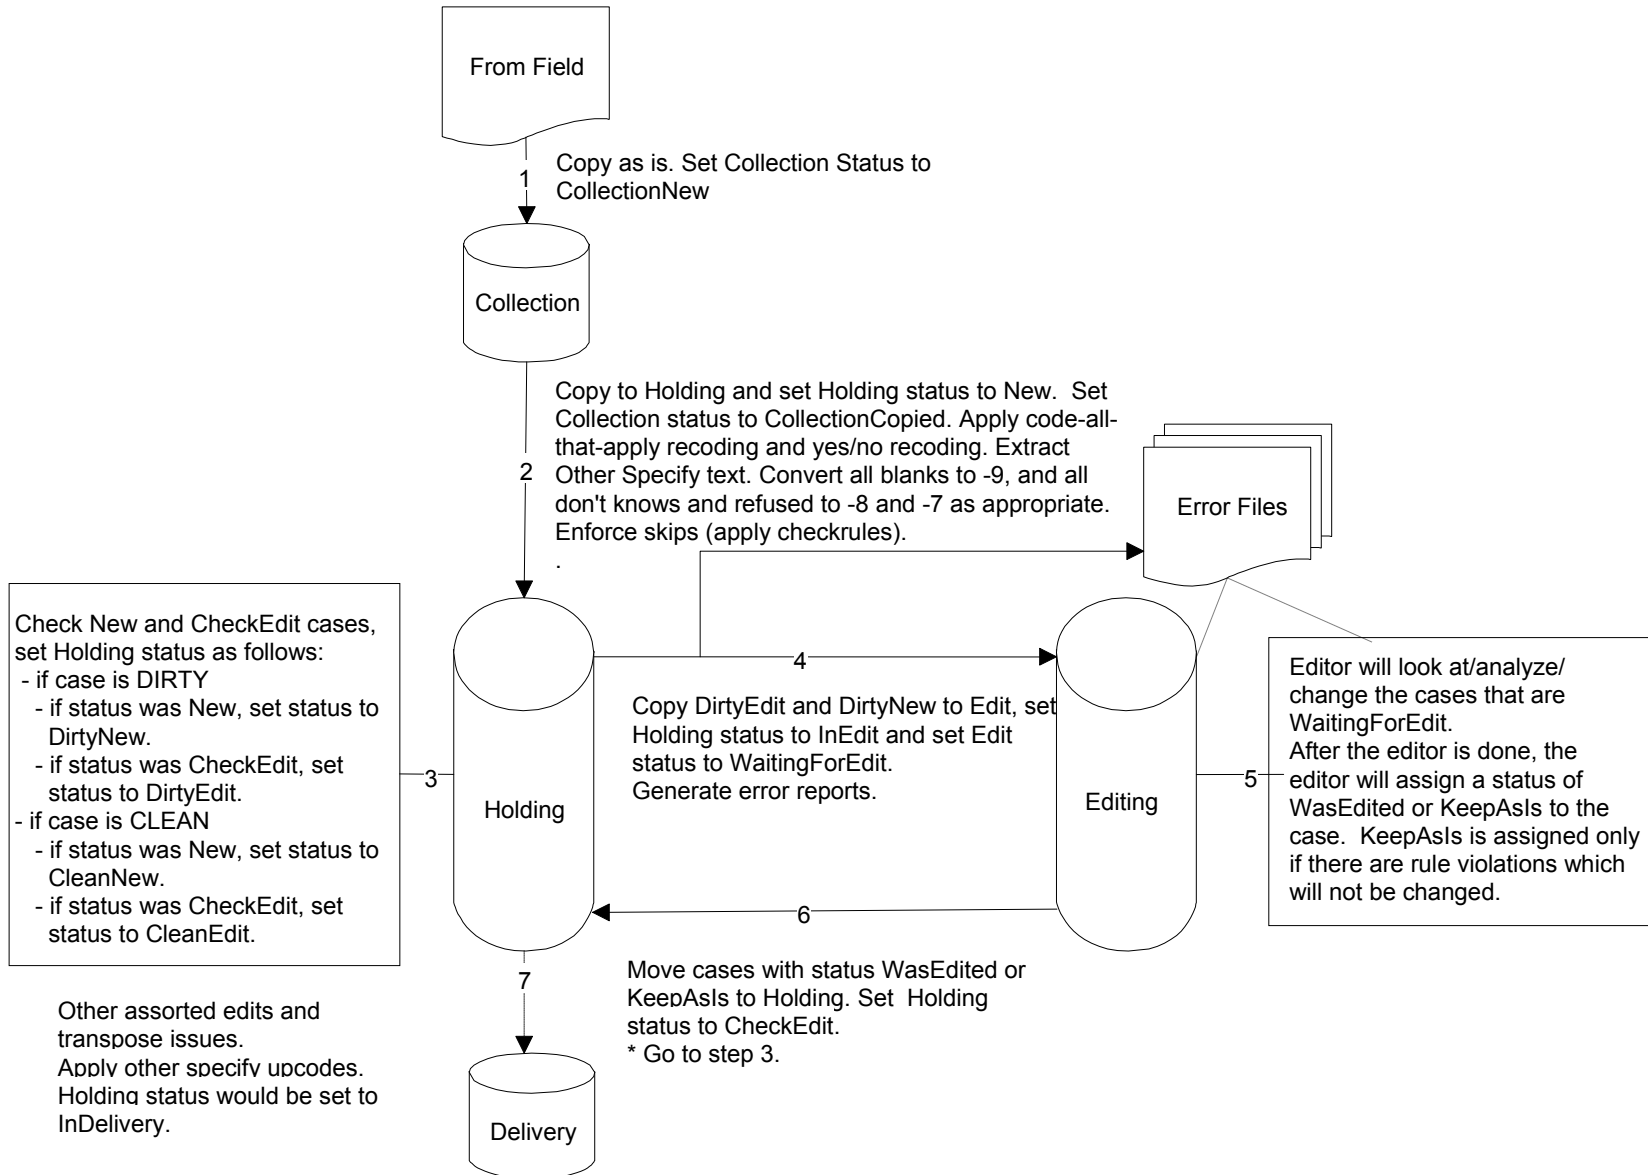 From Field
1
Copy as is. Set Collection Status to
CollectionNew
Collection
2
Copy to Holding and set Holding status to New.  Set
Collection status to CollectionCopied. Apply code-all-
that-apply recoding and yes/no recoding. Extract
Other Specify text. Convert all blanks to -9, and all
don't knows and refused to -8 and -7 as appropriate.
Enforce skips (apply checkrules).
.
Error Files
Check New and CheckEdit cases,
set Holding status as follows:
- if case is DIRTY
- if status was New, set status to
DirtyNew.
- if status was CheckEdit, set
status to DirtyEdit.
- if case is CLEAN
- if status was New, set status to
CleanNew.
- if status was CheckEdit, set
status to CleanEdit.
3
Holding
4
Copy DirtyEdit and DirtyNew to Edit, set
Holding status to InEdit and set Edit
status to WaitingForEdit.
Generate error reports.
Editing
5
Editor will look at/analyze/
change the cases that are
WaitingForEdit.
After the editor is done, the
editor will assign a status of
WasEdited or KeepAsIs to the
case.  KeepAsIs is assigned only
if there are rule violations which
will not be changed.
6
Move cases with status WasEdited or
KeepAsIs to Holding. Set  Holding
status to CheckEdit.
* Go to step 3.
7
Other assorted edits and
transpose issues.
Apply other specify upcodes.
Holding status would be set to
InDelivery.
Delivery